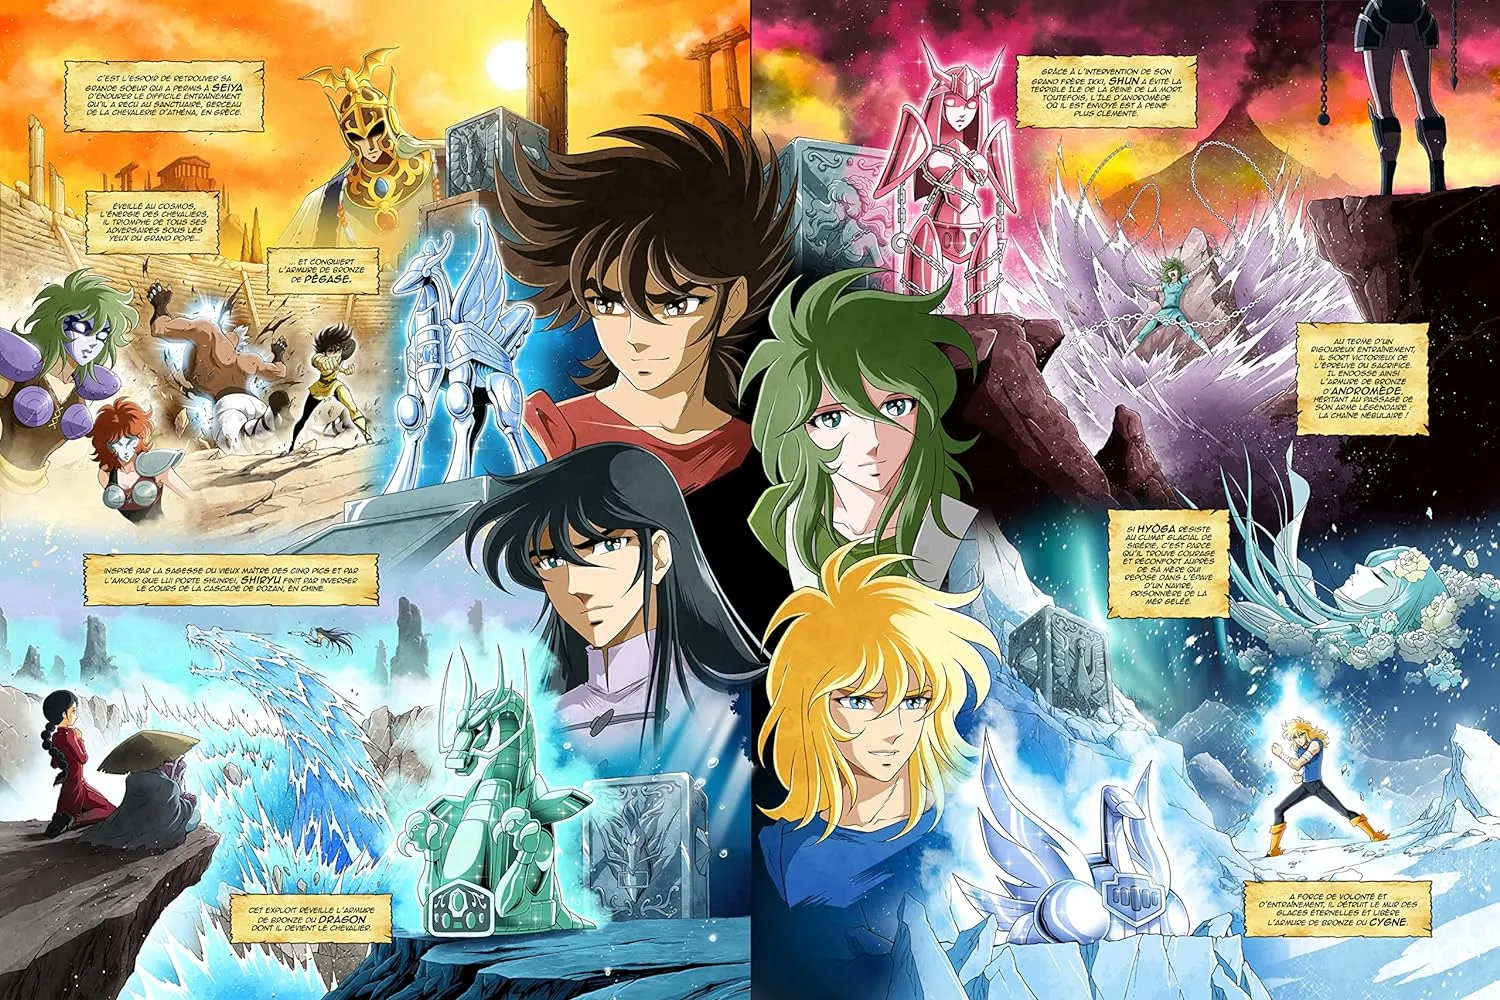 C'EST L'ESPOIR DE RETROUVER SA
GRANDE SOEUR QUI A PERMIS À SEIYA
D'ENDURER LE DIFFICILE ENTRAÎNEMENT
QU'IL A REÇU AU SANCTUAIRE, BERCEAU
DE LA CHEVALERIE D'ATHÉNA, EN GRÈCE.
ÉVEILLÉ AU COSMOS,
L'ÉNERGIE DES CHEVALIERS,
IL TRIOMPHE DE TOUS SES
ADVERSAIRES SOUS LES
YEUX DU GRAND POPE...
... ET CONQUIERT
L'ARMURE DE BRONZE
DE PÉGASE.
INSPIRÉ PAR LA SAGESSE DU VIEUX MAÎTRE DES CINQ PICS ET PAR
L'AMOUR QUE LUI PORTE SHUNREI, SHIRYU FINIT PAR INVERSER
LE COURS DE LA CASCADE DE ROZAN, EN CHINE.
CET EXPLOIT RÉVEILLE L'ARMURE
DE BRONZE DU DRAGON
DONT IL DEVIENT LE CHEVALIER.
GRÂCE À L'INTERVENTION DE SON
GRAND FRÈRE IKKI, SHUN A ÉVITÉ LA
TERRIBLE ÎLE DE LA REINE DE LA MORT.
TOUTEFOIS, L'ÎLE D'ANDROMÈDE
OÙ IL EST ENVOYÉ EST À PEINE
PLUS CLÉMENTE.
AU TERME D'UN
RIGOUREUX ENTRAÎNEMENT,
IL SORT VICTORIEUX DE
L'ÉPREUVE DU SACRIFICE.
IL ENDOSSE AINSI
L'ARMURE DE BRONZE
D'ANDROMÈDE,
HÉRITANT AU PASSAGE DE
SON ARME LÉGENDAIRE :
LA CHAÎNE NÉBULAIRE !
SI HYÔGA RÉSISTE
AU CLIMAT GLACIAL DE
SIBÉRIE, C'EST PARCE
QU'IL TROUVE COURAGE
ET RÉCONFORT AUPRÈS
DE SA MÈRE QUI
REPOSE DANS L'ÉPAVE
D'UN NAVIRE,
PRISONNIÈRE DE LA
MER GELÉE.
A FORCE DE VOLONTÉ ET
D'ENTRAÎNEMENT, IL DÉTRUIT LE MUR DES
GLACES ÉTERNELLES ET LIBÈRE
L'ARMURE DE BRONZE DU CYGNE.